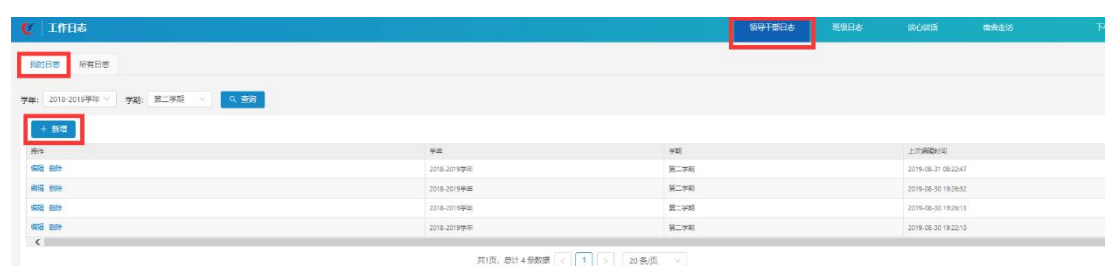 工作日志 领导干部日志 班级日志 谈心谈话 宿舍走访
我的日志 所有日志
学年: 2018-2019学年 学期: 第二学期 查询
+ 新增
操作 学年 学期 上次编辑时间
编辑 删除 2018-2019学年 第二学期 2019-08-31 08:22:47
编辑 删除 2018-2019学年 第二学期 2019-08-30 19:26:32
编辑 删除 2018-2019学年 第二学期 2019-08-30 19:26:13
编辑 删除 2018-2019学年 第二学期 2019-08-30 19:22:10
共1页, 总计 4 条数据 < 1 > 20 条/页